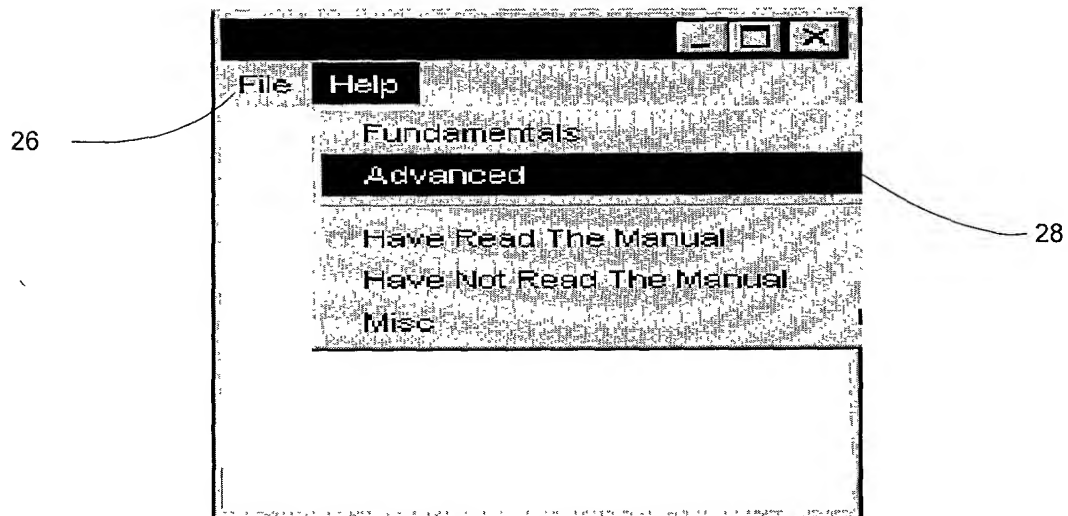 File Help
Fundamentals
26
Advanced
28
Have Read The Manual
Have Not Read The Manual
Misc